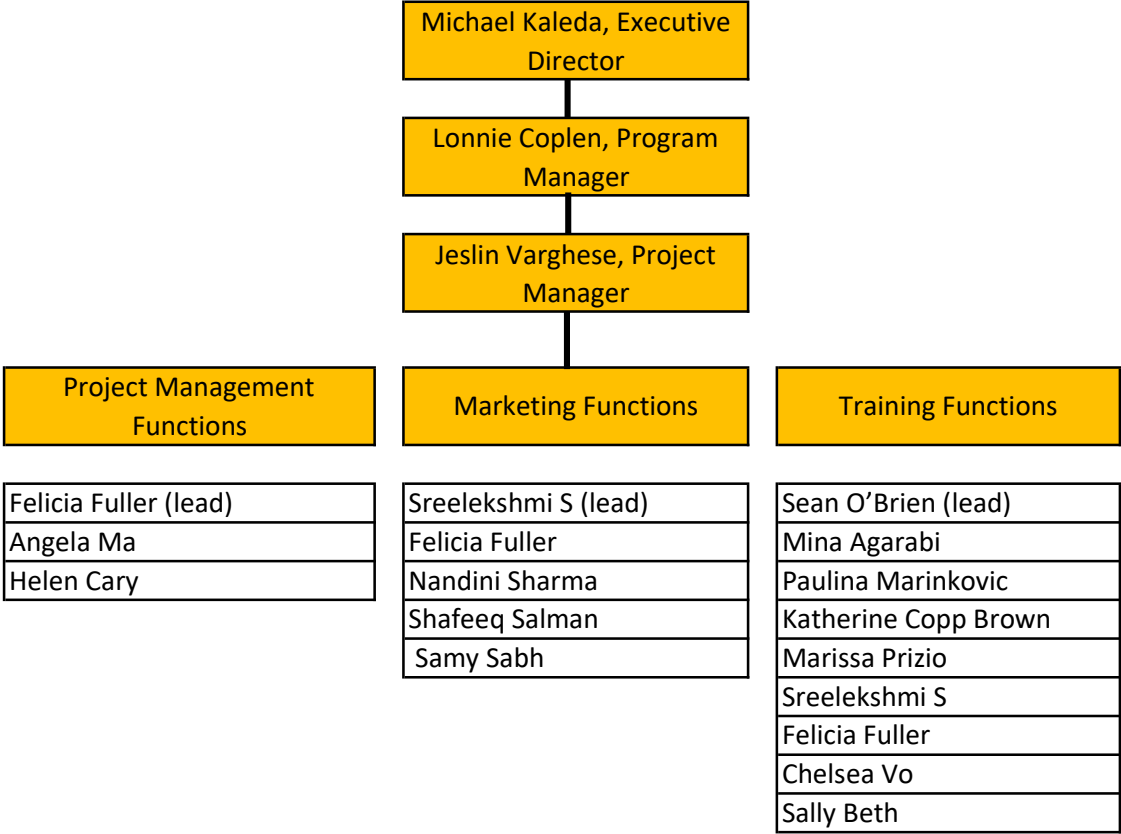 Michael Kaleda, Executive
Director
Lonnie Coplen, Program
Manager
Jeslin Varghese, Project
Manager
Project Management
Functions
Felicia Fuller (lead)
Angela Ma
Helen Cary
Marketing Functions
Sreelekshmi S (lead)
Felicia Fuller
Nandini Sharma
Shafeeq Salman
Samy Sabh
Training Functions
Sean O’Brien (lead)
Mina Agarabi
Paulina Marinkovic
Katherine Copp Brown
Marissa Prizio
Sreelekshmi S
Felicia Fuller
Chelsea Vo
Sally Beth